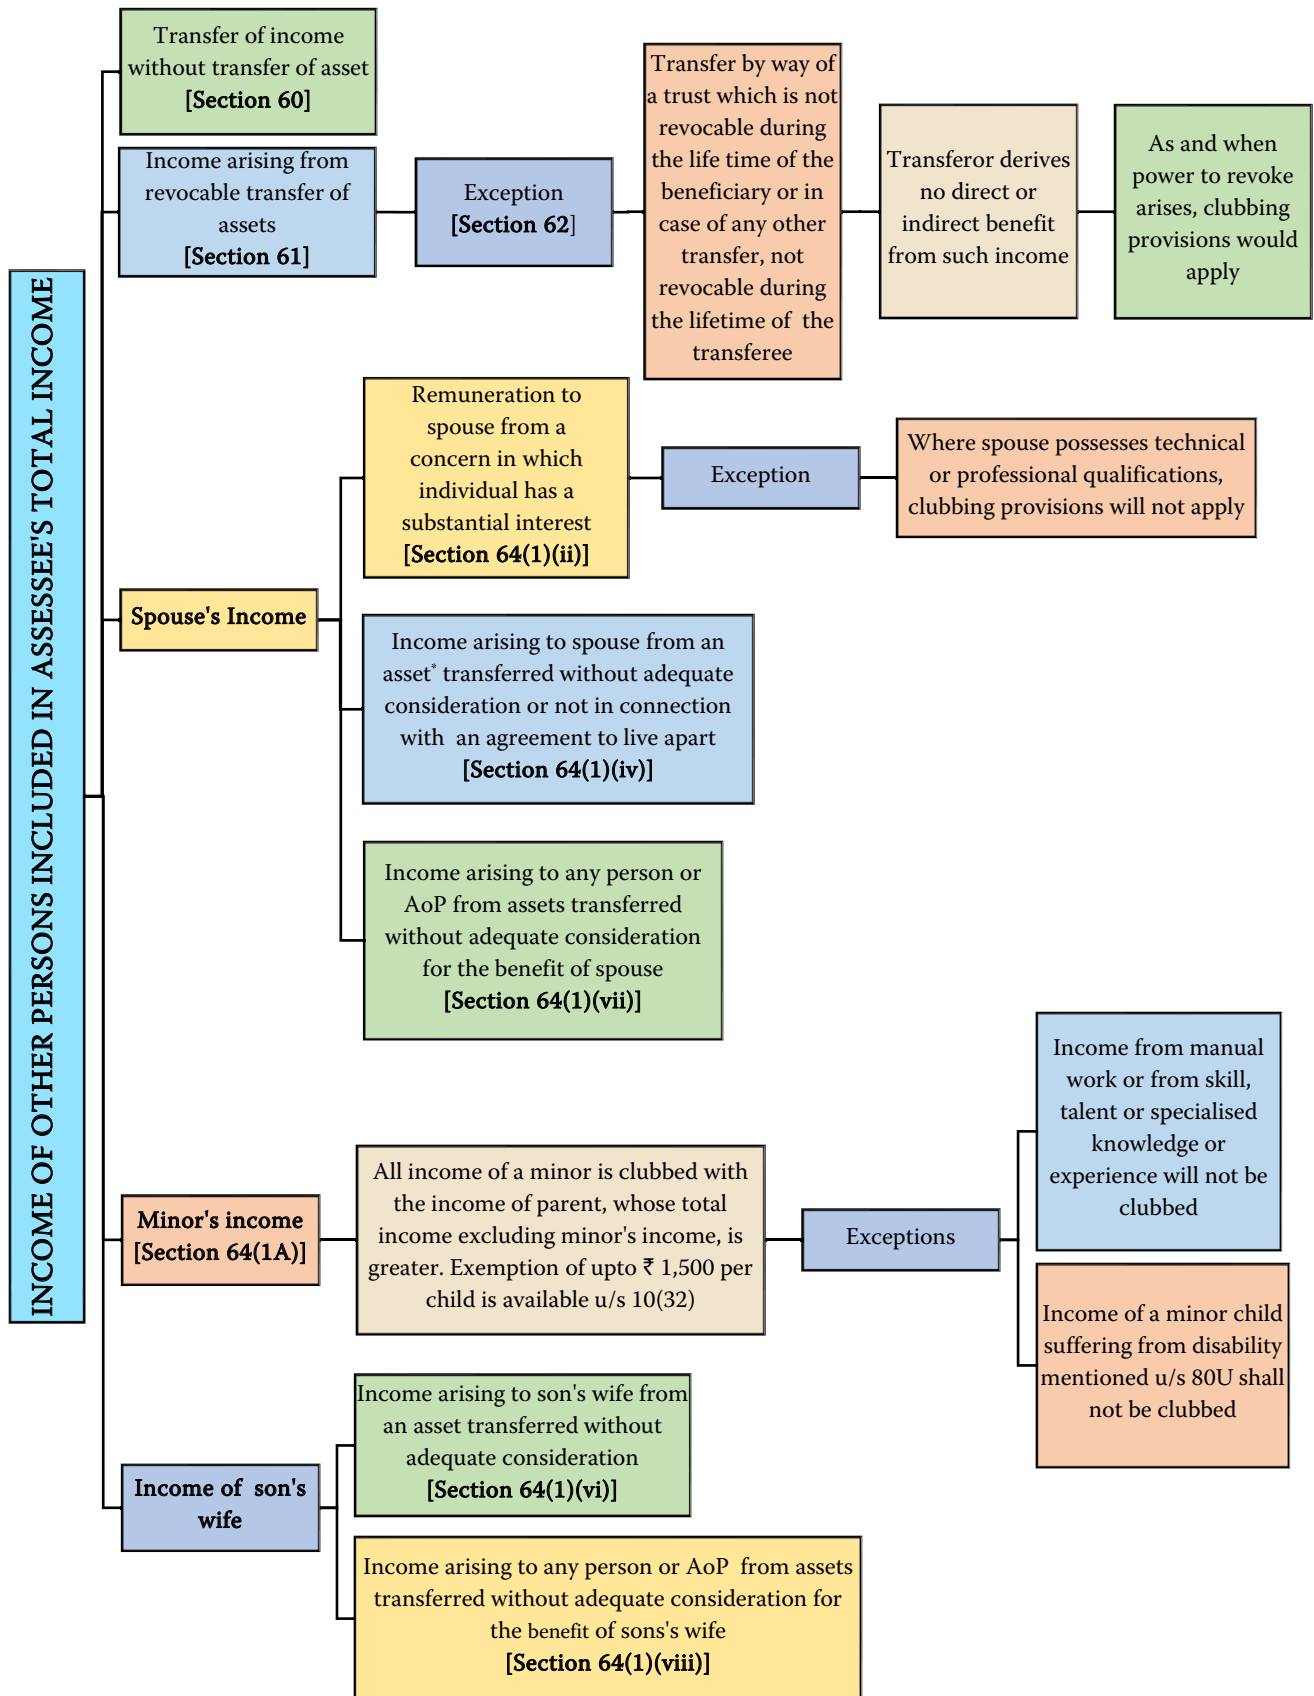 INCOME OF OTHER PERSONS INCLUDED IN ASSESSEE'S TOTAL INCOME
Transfer of income
without transfer of asset
[Section 60]
Income arising from
revocable transfer of
assets
[Section 61]
Exception
[Section 62]
Transfer by way of
a trust which is not
revocable during
the life time of the
beneficiary or in
case of any other
transfer, not
revocable during
the lifetime of the
transferee
Transferor derives
no direct or
indirect benefit
from such income
As and when
power to revoke
arises, clubbing
provisions would
apply
Spouse's Income
Remuneration to
spouse from a
concern in which
individual has a
substantial interest
[Section 64(1)(ii)]
Exception
Where spouse possesses technical
or professional qualifications,
clubbing provisions will not apply
Income arising to spouse from an
asset* transferred without adequate
consideration or not in connection
with an agreement to live apart
[Section 64(1)(iv)]
Income arising to any person or
AoP from assets transferred
without adequate consideration
for the benefit of spouse
[Section 64(1)(vii)]
Minor's income
[Section 64(1A)]
All income of a minor is clubbed with
the income of parent, whose total
income excluding minor's income, is
greater. Exemption of upto ₹ 1,500 per
child is available u/s 10(32)
Exceptions
Income from manual
work or from skill,
talent or specialised
knowledge or
experience will not be
clubbed
Income of a minor child
suffering from disability
mentioned u/s 80U shall
not be clubbed
Income of son's
wife
Income arising to son's wife from
an asset transferred without
adequate consideration
[Section 64(1)(vi)]
Income arising to any person or AoP from assets
transferred without adequate consideration for
the benefit of sons's wife
[Section 64(1)(viii)]